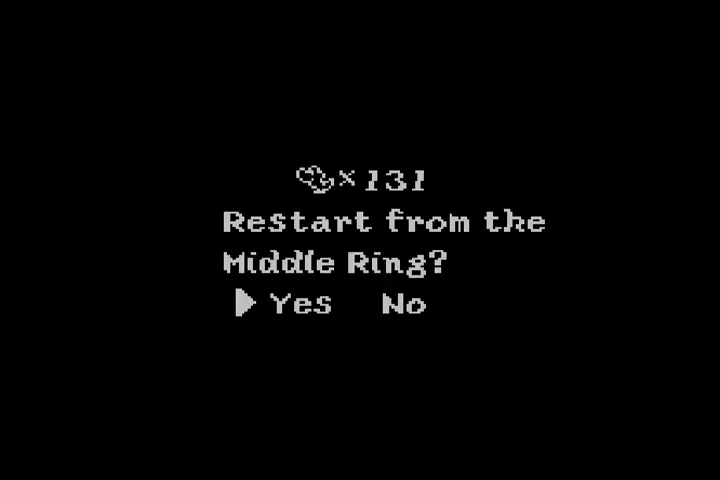 ×131
Restart from the
Middle Ring?
Yes No